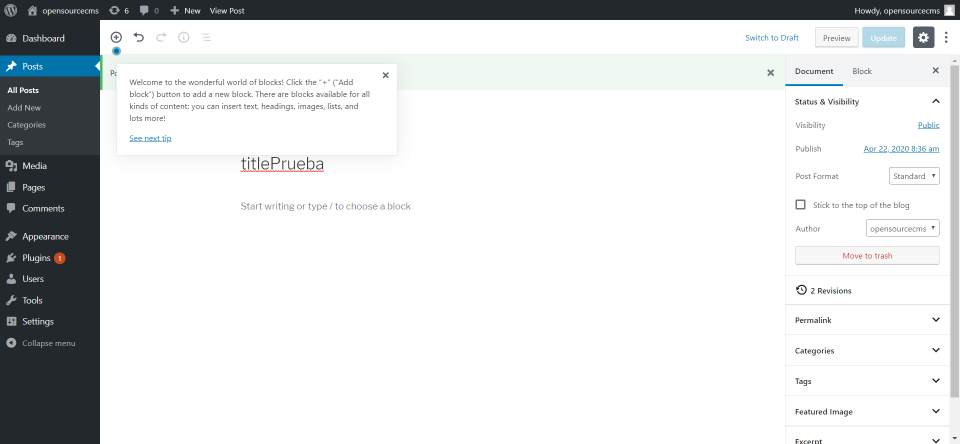 opensourcecms 6 0 New View Post Howdy, opensourcecms
Dashboard
Posts
All Posts
Add New
Categories
Tags
Media
Pages
Comments
Appearance
Plugins 1
Users
Tools
Settings
Collapse menu
Switch to Draft Preview Update
Welcome to the wonderful world of blocks! Click the “+” (“Add
block”) button to add a new block. There are blocks available for all
kinds of content: you can insert text, headings, images, lists, and
lots more!
See next tip
titlePrueba
Start writing or type / to choose a block
Document Block
Status & Visibility
Visibility Public
Publish Apr 22, 2020 8:36 am
Post Format Standard
Stick to the top of the blog
Author opensourcecms
Move to trash
2 Revisions
Permalink
Categories
Tags
Featured Image
Excerpt